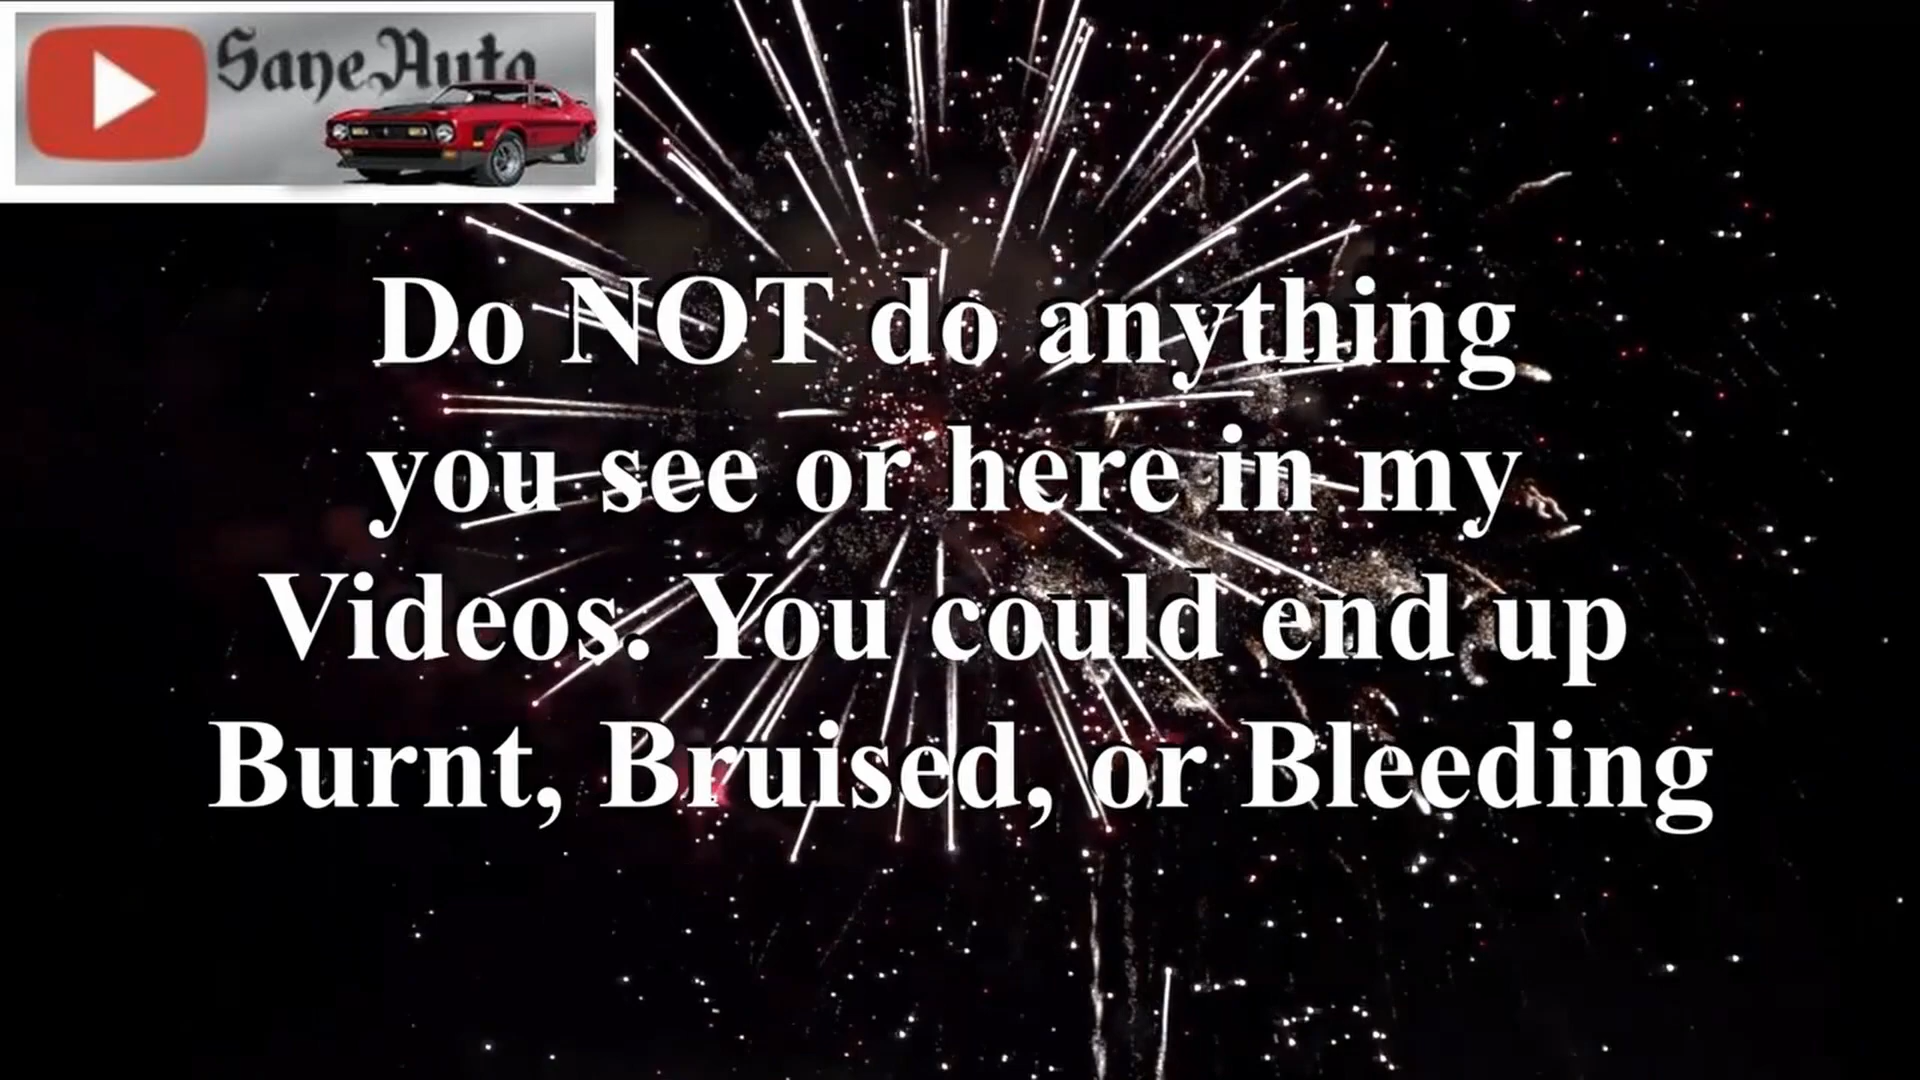 SaneAuto
Do NOT do anything
you see or here in my
Videos. You could end up
Burnt, Bruised, or Bleeding